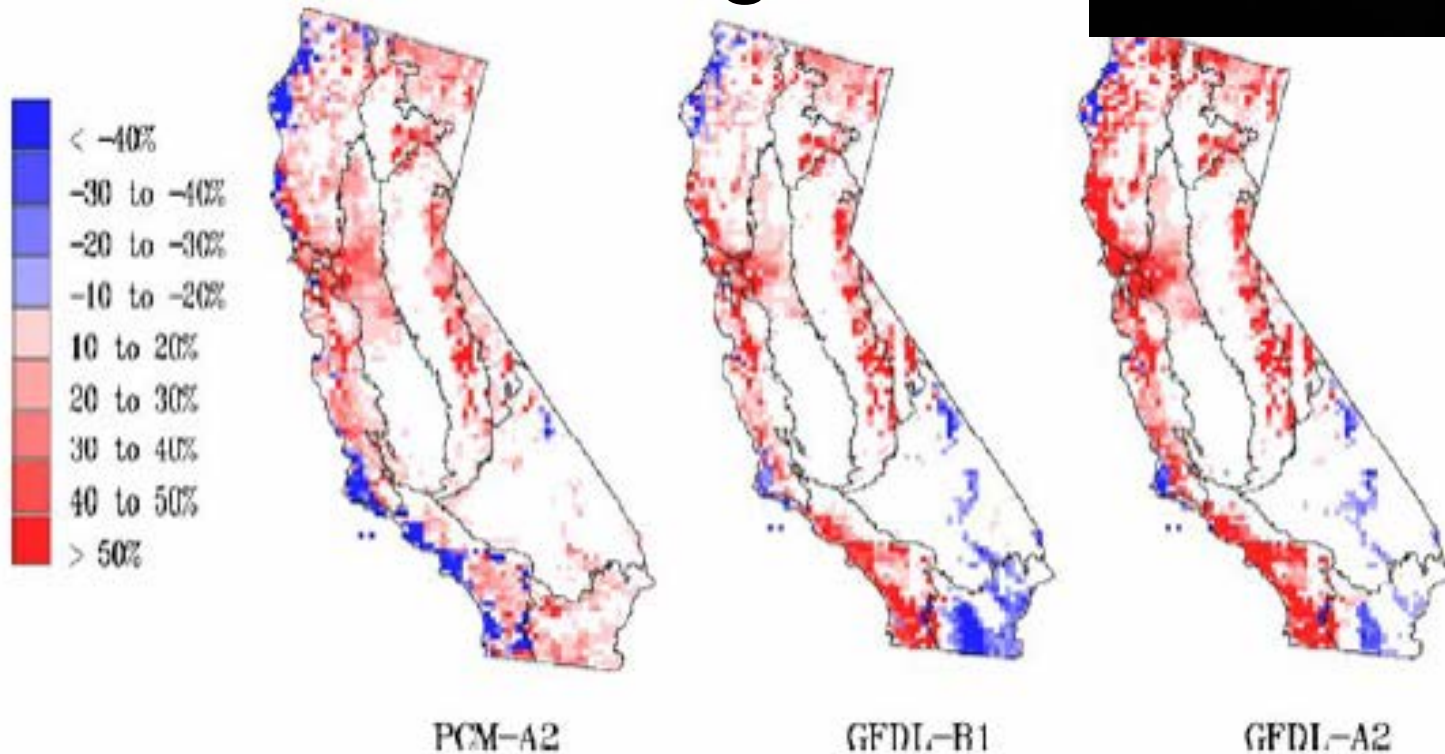 < -40%
-30 to -40%
-20 to -30%
-10 to -20%
10 to 20%
20 to 30%
30 to 40%
40 to 50%
> 50%
PCM-A2
GFDL-B1
GFDL-A2